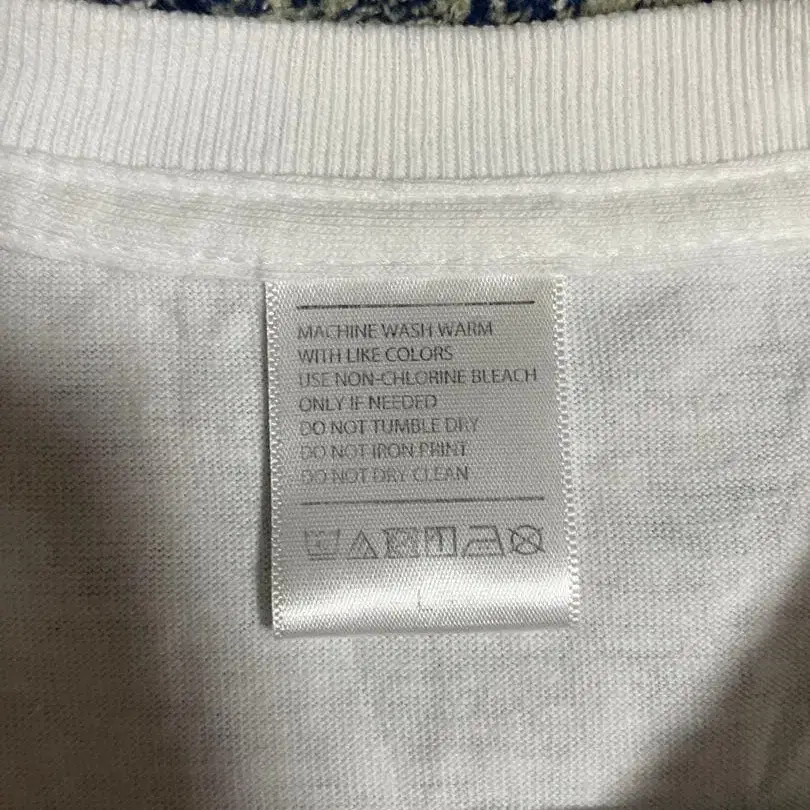 MACHINE WASH WARM
WITH LIKE COLORS
USE NON-CHLORINE BLEACH
ONLY IF NEEDED
DO NOT TUMBLE DRY
DO NOT IRON PRINT
DO NOT DRY CLEAN
L